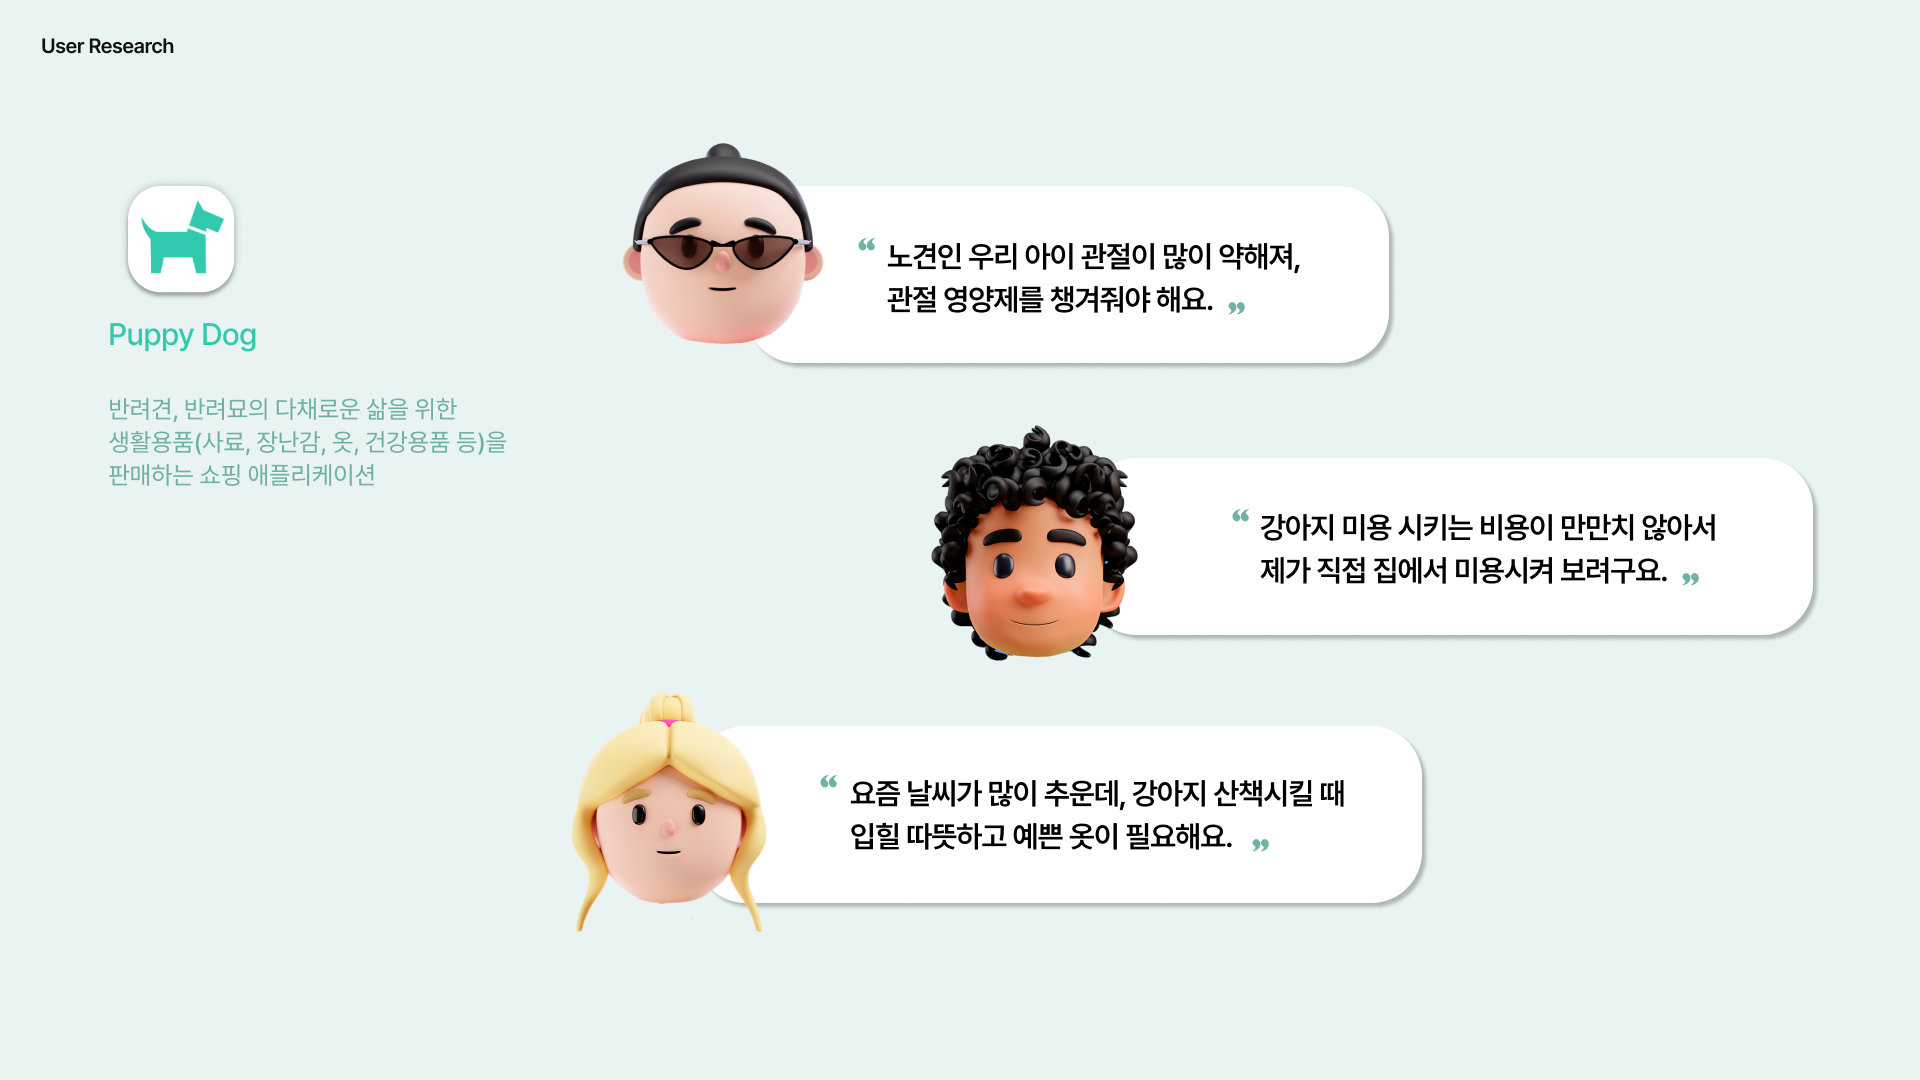 User Research
Puppy Dog
반려견, 반려묘의 다채로운 삶을 위한
생활용품(사료, 장난감, 옷, 건강용품 등)을
판매하는 쇼핑 애플리케이션
“ 노견인 우리 아이 관절이 많이 약해져,
관절 영양제를 챙겨줘야 해요. ”
“ 강아지 미용 시키는 비용이 만만치 않아서
제가 직접 집에서 미용시켜 보려구요. ”
“ 요즘 날씨가 많이 추운데, 강아지 산책시킬 때
입힐 따뜻하고 예쁜 옷이 필요해요. ”